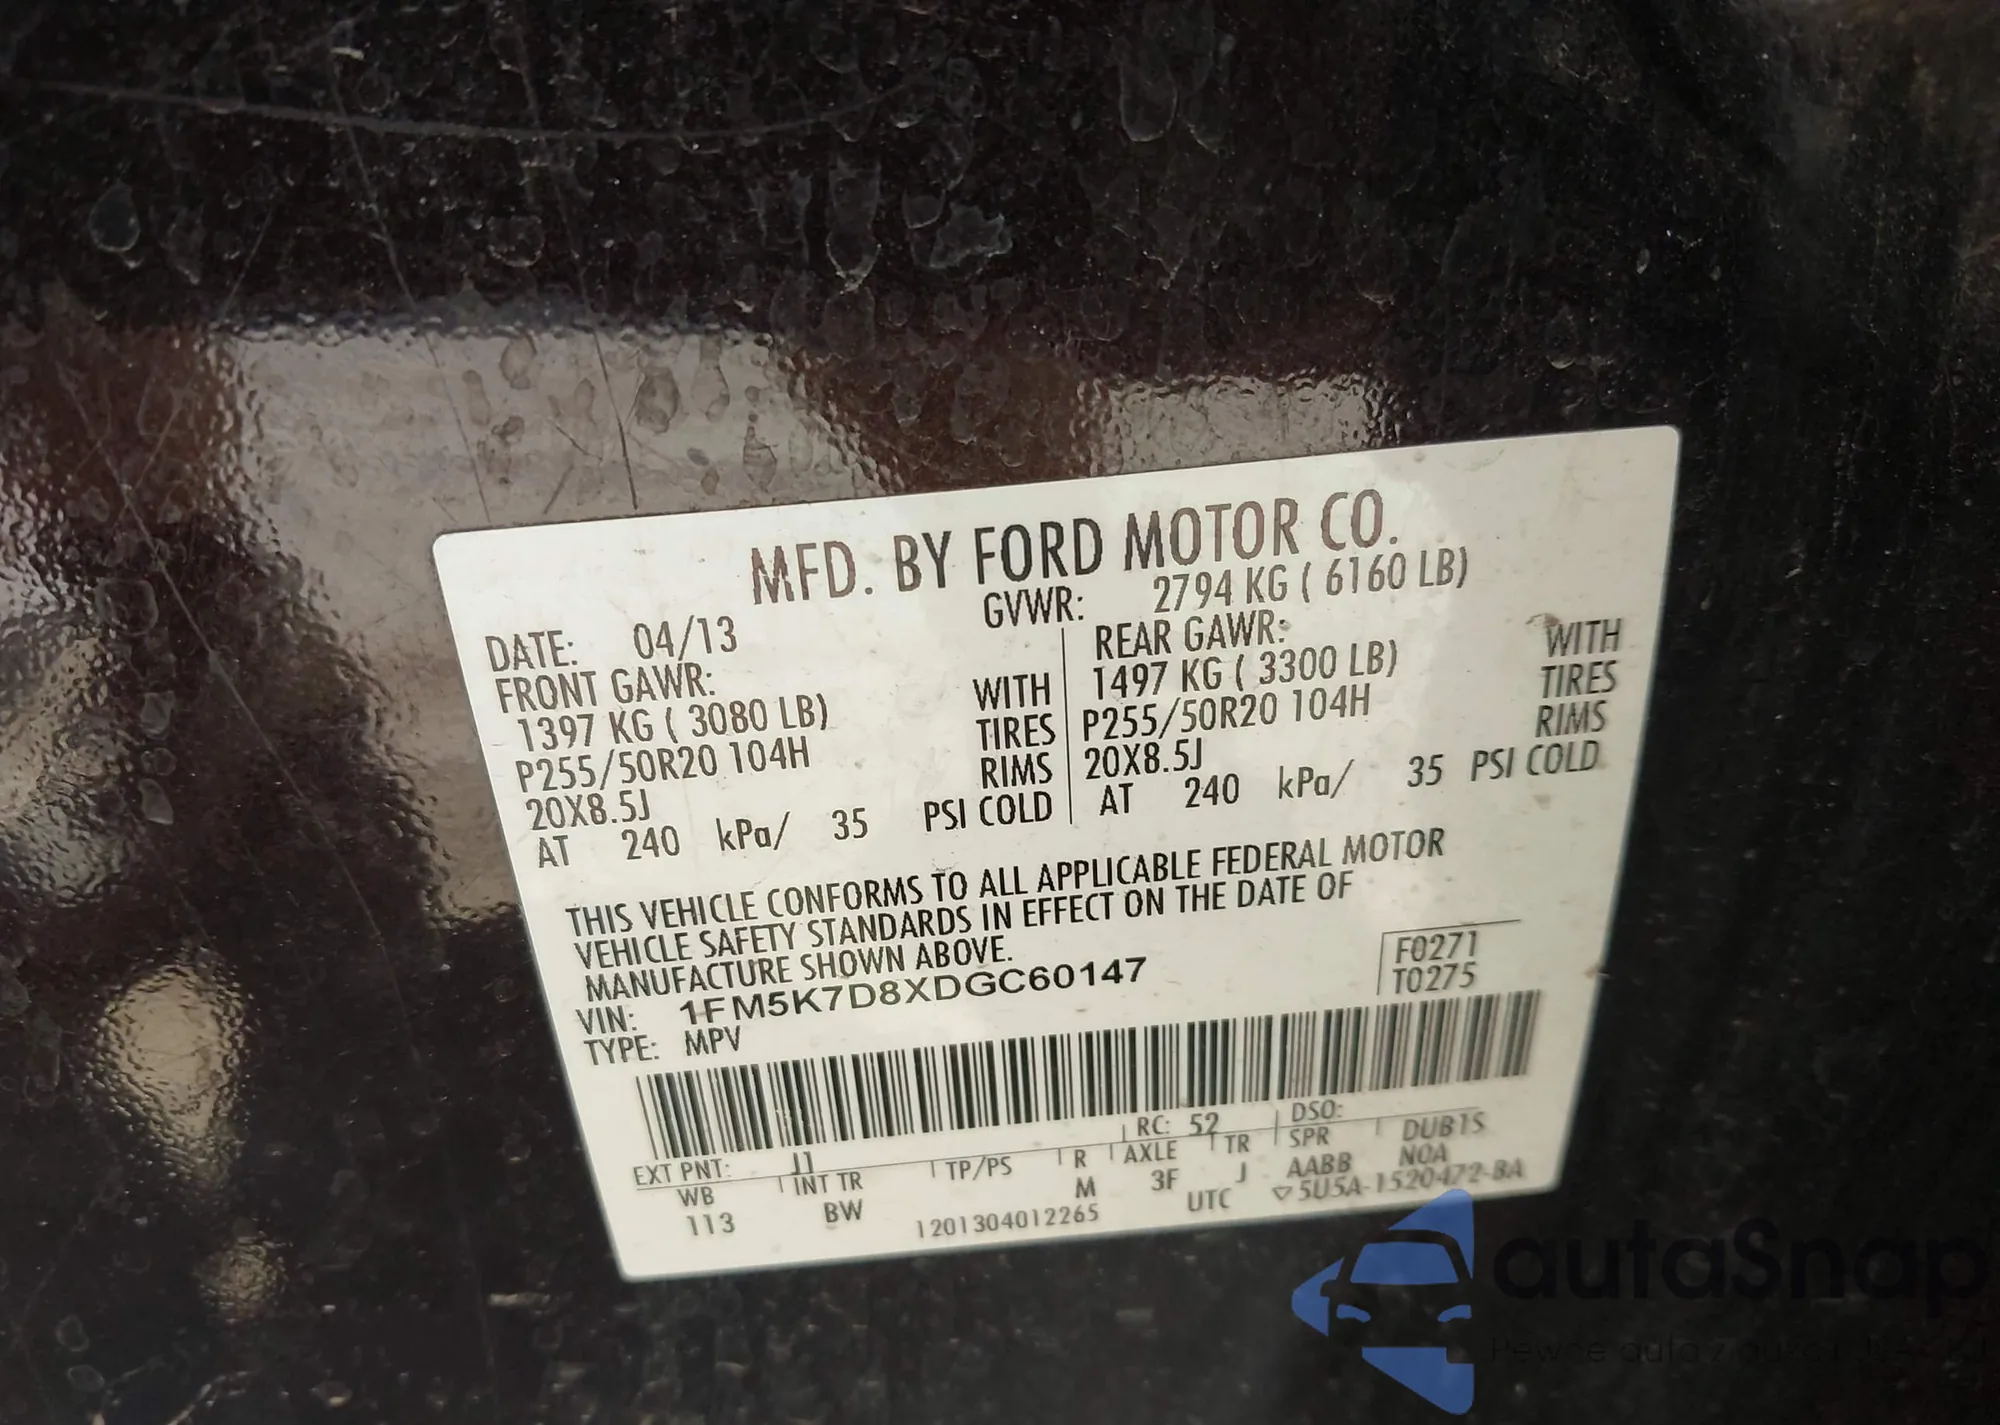 MFD. BY FORD MOTOR CO.
DATE: 04/13 GVWR: 2794 KG ( 6160 LB)
FRONT GAWR: REAR GAWR:
1397 KG ( 3080 LB) WITH 1497 KG ( 3300 LB) WITH
P255/50R20 104H TIRES P255/50R20 104H TIRES
20X8.5J RIMS 20X8.5J RIMS
AT 240 kPa/ 35 PSI COLD AT 240 kPa/ 35 PSI COLD
THIS VEHICLE CONFORMS TO ALL APPLICABLE FEDERAL MOTOR
VEHICLE SAFETY STANDARDS IN EFFECT ON THE DATE OF
MANUFACTURE SHOWN ABOVE.
F0271
VIN: 1FM5K7D8XDGC60147 T0275
TYPE: MPV
EXT PNT: J1 RC: 52 DSO:
WB INT TR TP/PS R AXLE TR SPR DUB1S
113 BW M 3F J AABB NOA
1201304012265 UTC ▽5U5A-1520472-BA
autaSnap